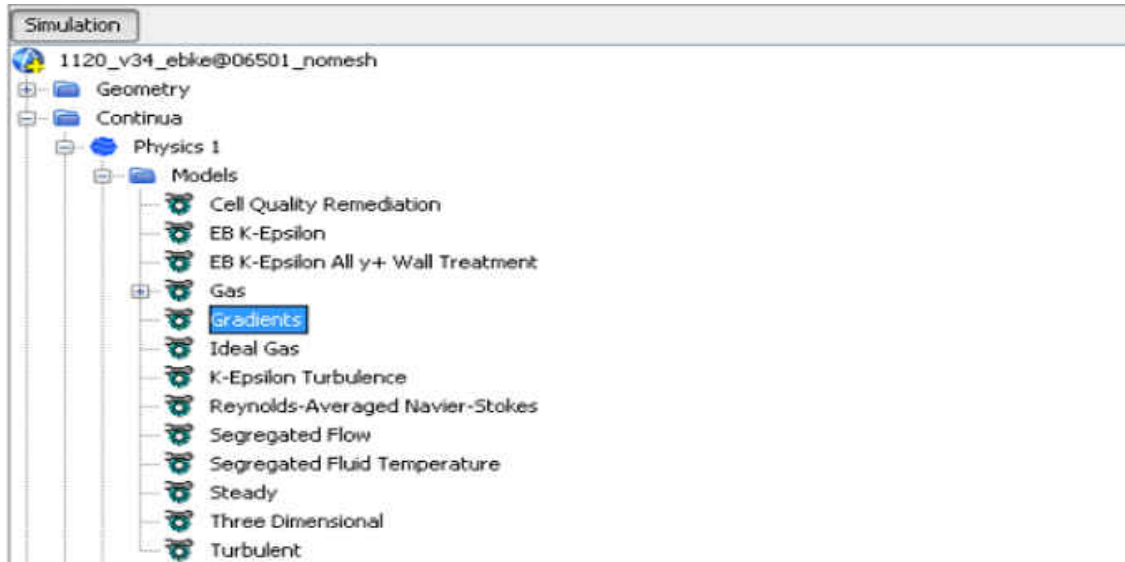 Simulation
1120_v34_ebke@06501_nomesh
Geometry
Continua
Physics 1
Models
Cell Quality Remediation
EB K-Epsilon
EB K-Epsilon All y+ Wall Treatment
Gas
Gradients
Ideal Gas
K-Epsilon Turbulence
Reynolds-Averaged Navier-Stokes
Segregated Flow
Segregated Fluid Temperature
Steady
Three Dimensional
Turbulent